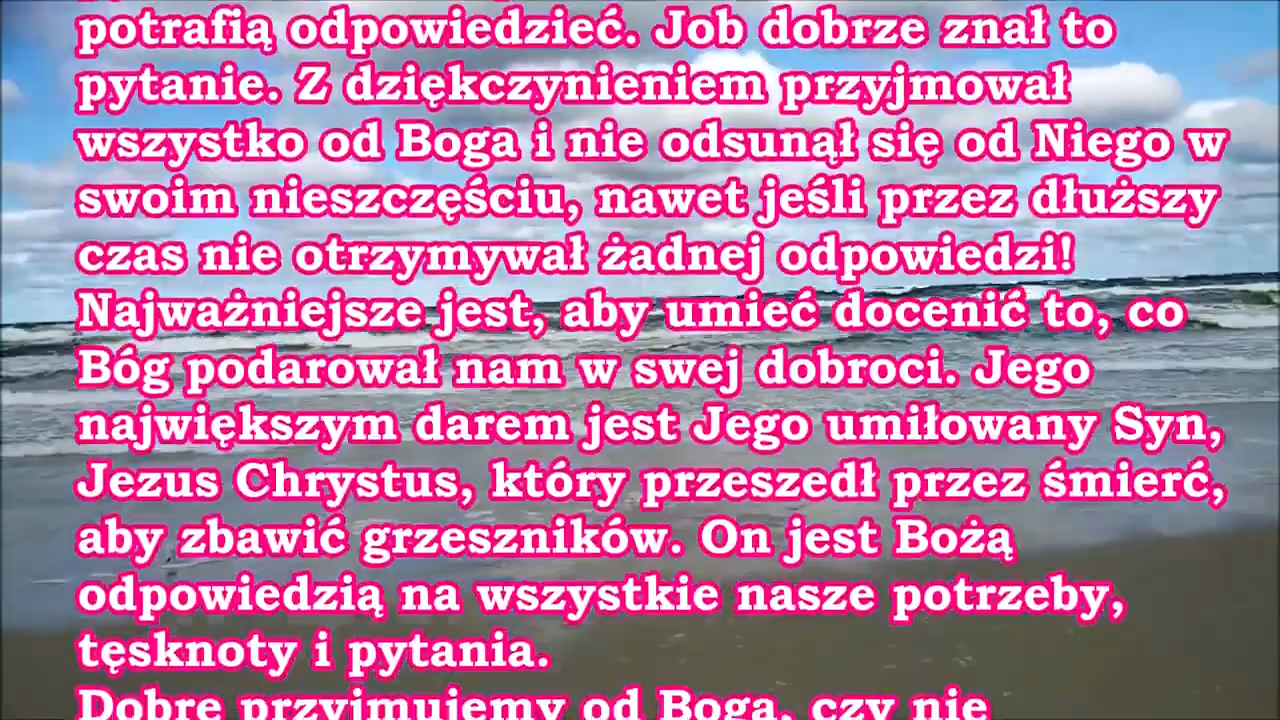 potrafią odpowiedzieć. Job dobrze znał to
pytanie. Z dziękczynieniem przyjmował
wszystko od Boga i nie odsunął się od Niego w
swoim nieszczęściu, nawet jeśli przez dłuższy
czas nie otrzymywał żadnej odpowiedzi!
Najważniejsze jest, aby umieć docenić to, co
Bóg podarował nam w swej dobroci. Jego
największym darem jest Jego umiłowany Syn,
Jezus Chrystus, który przeszedł przez śmierć,
aby zbawić grzeszników. On jest Bożą
odpowiedzią na wszystkie nasze potrzeby,
tęsknoty i pytania.
Dobre przyjmujemy od Boga, czy nie